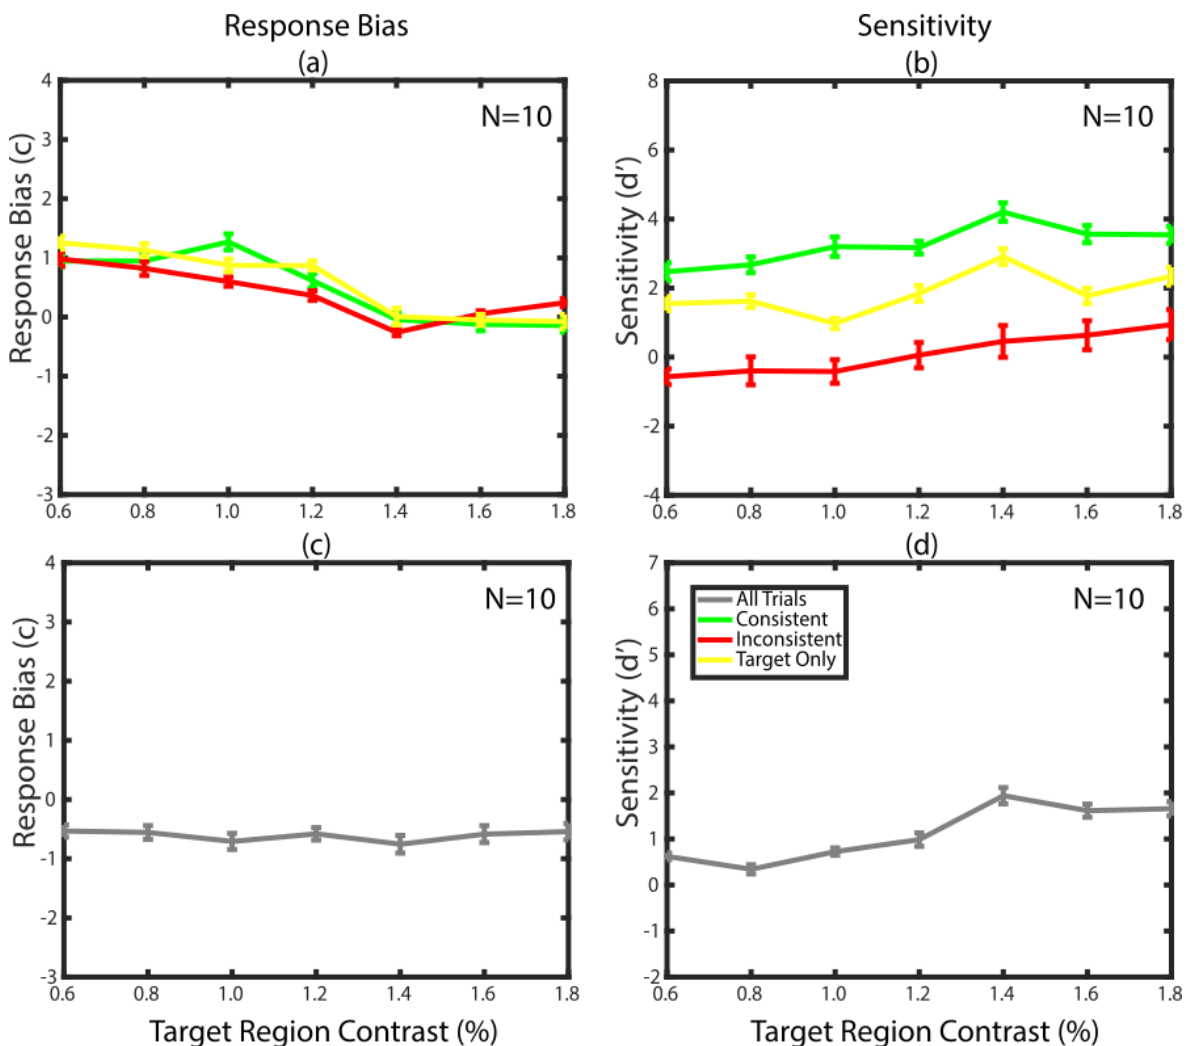 Response Bias
Sensitivity
(a)
(b)
4
3
2
1
0
-1
-2
-3
Response Bias (c)
N=10
0.6 0.8 1.0 1.2 1.4 1.6 1.8
8
6
4
2
0
-2
-4
Sensitivity (d')
N=10
0.6 0.8 1.0 1.2 1.4 1.6 1.8
(c)
(d)
4
3
2
1
0
-1
-2
-3
Response Bias (c)
N=10
0.6 0.8 1.0 1.2 1.4 1.6 1.8
Target Region Contrast (%)
7
6
5
4
3
2
1
0
-1
-2
Sensitivity (d')
All Trials
Consistent
Inconsistent
Target Only
N=10
0.6 0.8 1.0 1.2 1.4 1.6 1.8
Target Region Contrast (%)